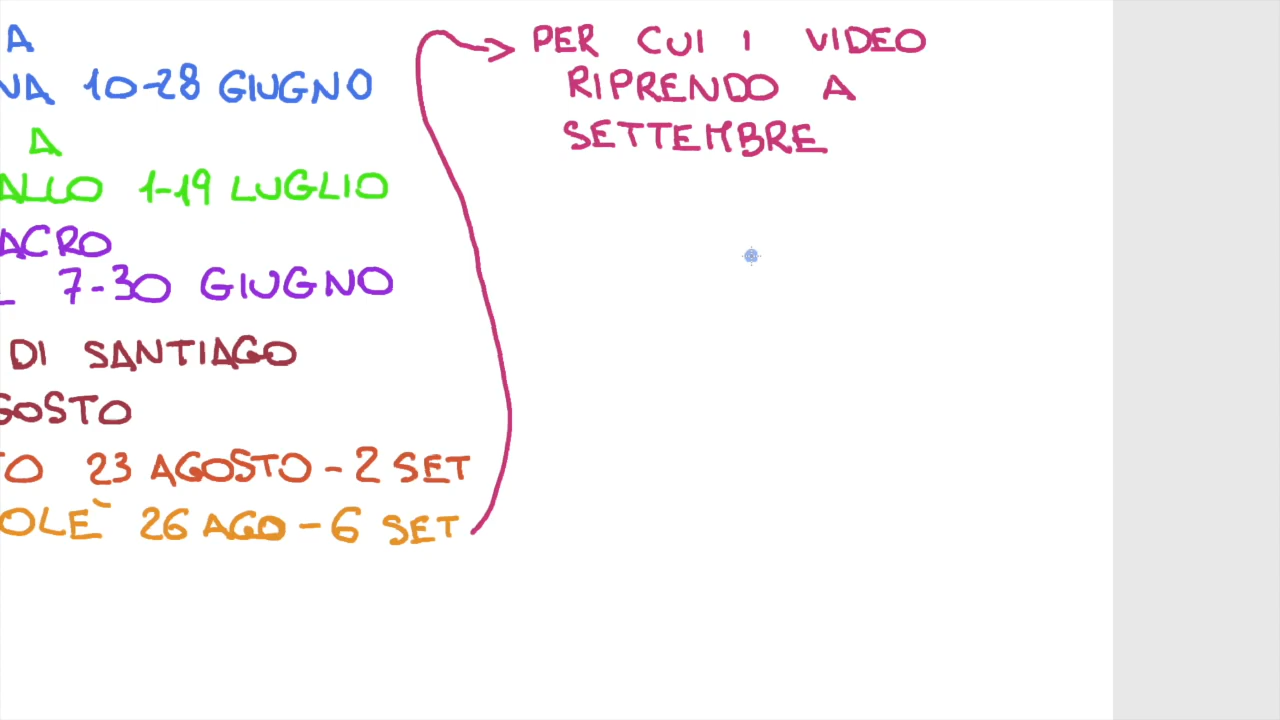 A
NA 10-28 GIUGNO
A
ALLO 1-19 LUGLIO
ACRO
7-30 GIUGNO
DI SANTIAGO
GOSTO
TO 23 AGOSTO - 2 SET
OLÈ 26 AGO - 6 SET
PER CUI I VIDEO
RIPRENDO A
SETTEMBRE